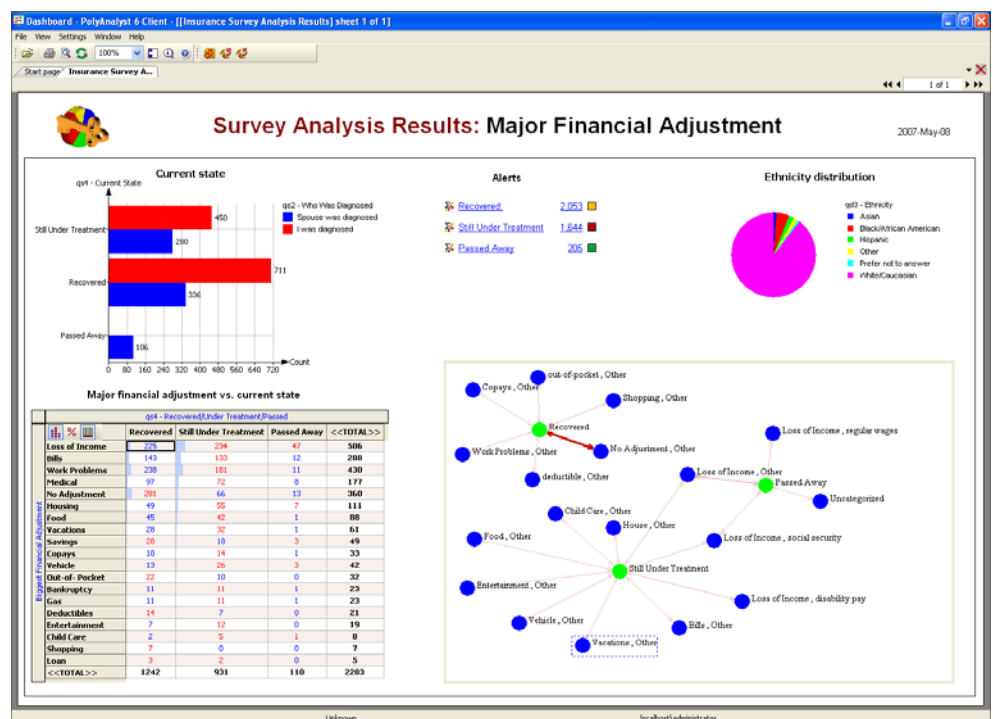 Dashboard - PolyAnalyst 6 Client - [[Insurance Survey Analysis Results] sheet 1 of 1]
File View Settings Window Help
100%
Start page Insurance Survey A...
1 of 1
Survey Analysis Results: Major Financial Adjustment
2007-May-08
Current state
qs4 - Current State
qs2 - Who Was Diagnosed
Spouse was diagnosed
I was diagnosed
Still Under Treatment
450
280
Recovered
711
336
Passed Away
106
0 80 160 240 320 400 480 560 640 720
Count
Alerts
Recovered 2,053
Still Under Treatment 1,644
Passed Away 205
Ethnicity distribution
qd3 - Ethnicity
Asian
Black/African American
Hispanic
Other
Prefer not to answer
White/Caucasian
Major financial adjustment vs. current state
qs4 - Recovered/Under Treatment/Passed
Recovered Still Under Treatment Passed Away <<TOTAL>>
Biggest Financial Adjustment
Loss of Income 225 234 47 506
Bills 143 133 12 288
Work Problems 238 181 11 430
Medical 97 72 8 177
No Adjustment 281 66 13 360
Housing 49 55 7 111
Food 45 42 1 88
Vacations 28 32 1 61
Savings 28 18 3 49
Copays 18 14 1 33
Vehicle 13 26 3 42
Out-of- Pocket 22 10 0 32
Bankruptcy 11 11 1 23
Gas 11 11 1 23
Deductibles 14 7 0 21
Entertainment 7 12 0 19
Child Care 2 5 1 8
Shopping 7 0 0 7
Loan 3 2 0 5
<<TOTAL>> 1242 931 110 2283
out-of-pocket , Other
Copays , Other
Shopping , Other
Recovered
No Adjustment , Other
Work Problems , Other
deductible , Other
Loss of Income , regular wages
Loss of Income , Other
Passed Away
Uncategorized
Child Care , Other
House , Other
Food , Other
Loss of Income , social security
Still Under Treatment
Entertainment , Other
Loss of Income , disability pay
Vehicle , Other
Bills , Other
Vacations , Other
Unknown
localhost\administrator